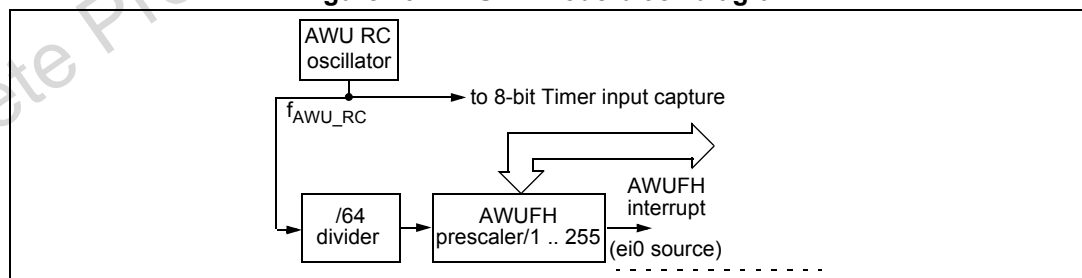 AWU RC
oscillator
to 8-bit Timer input capture
fAWU_RC
AWUFH
interrupt
/64
divider
AWUFH
prescaler/1 .. 255
(ei0 source)